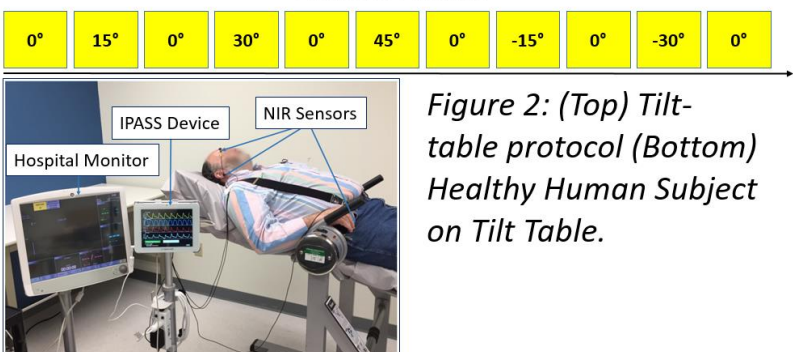 0° 15° 0° 30° 0° 45° 0° -15° 0° -30° 0°
NIR Sensors
IPASS Device
Hospital Monitor
Figure 2: (Top) Tilt-
table protocol (Bottom)
Healthy Human Subject
on Tilt Table.